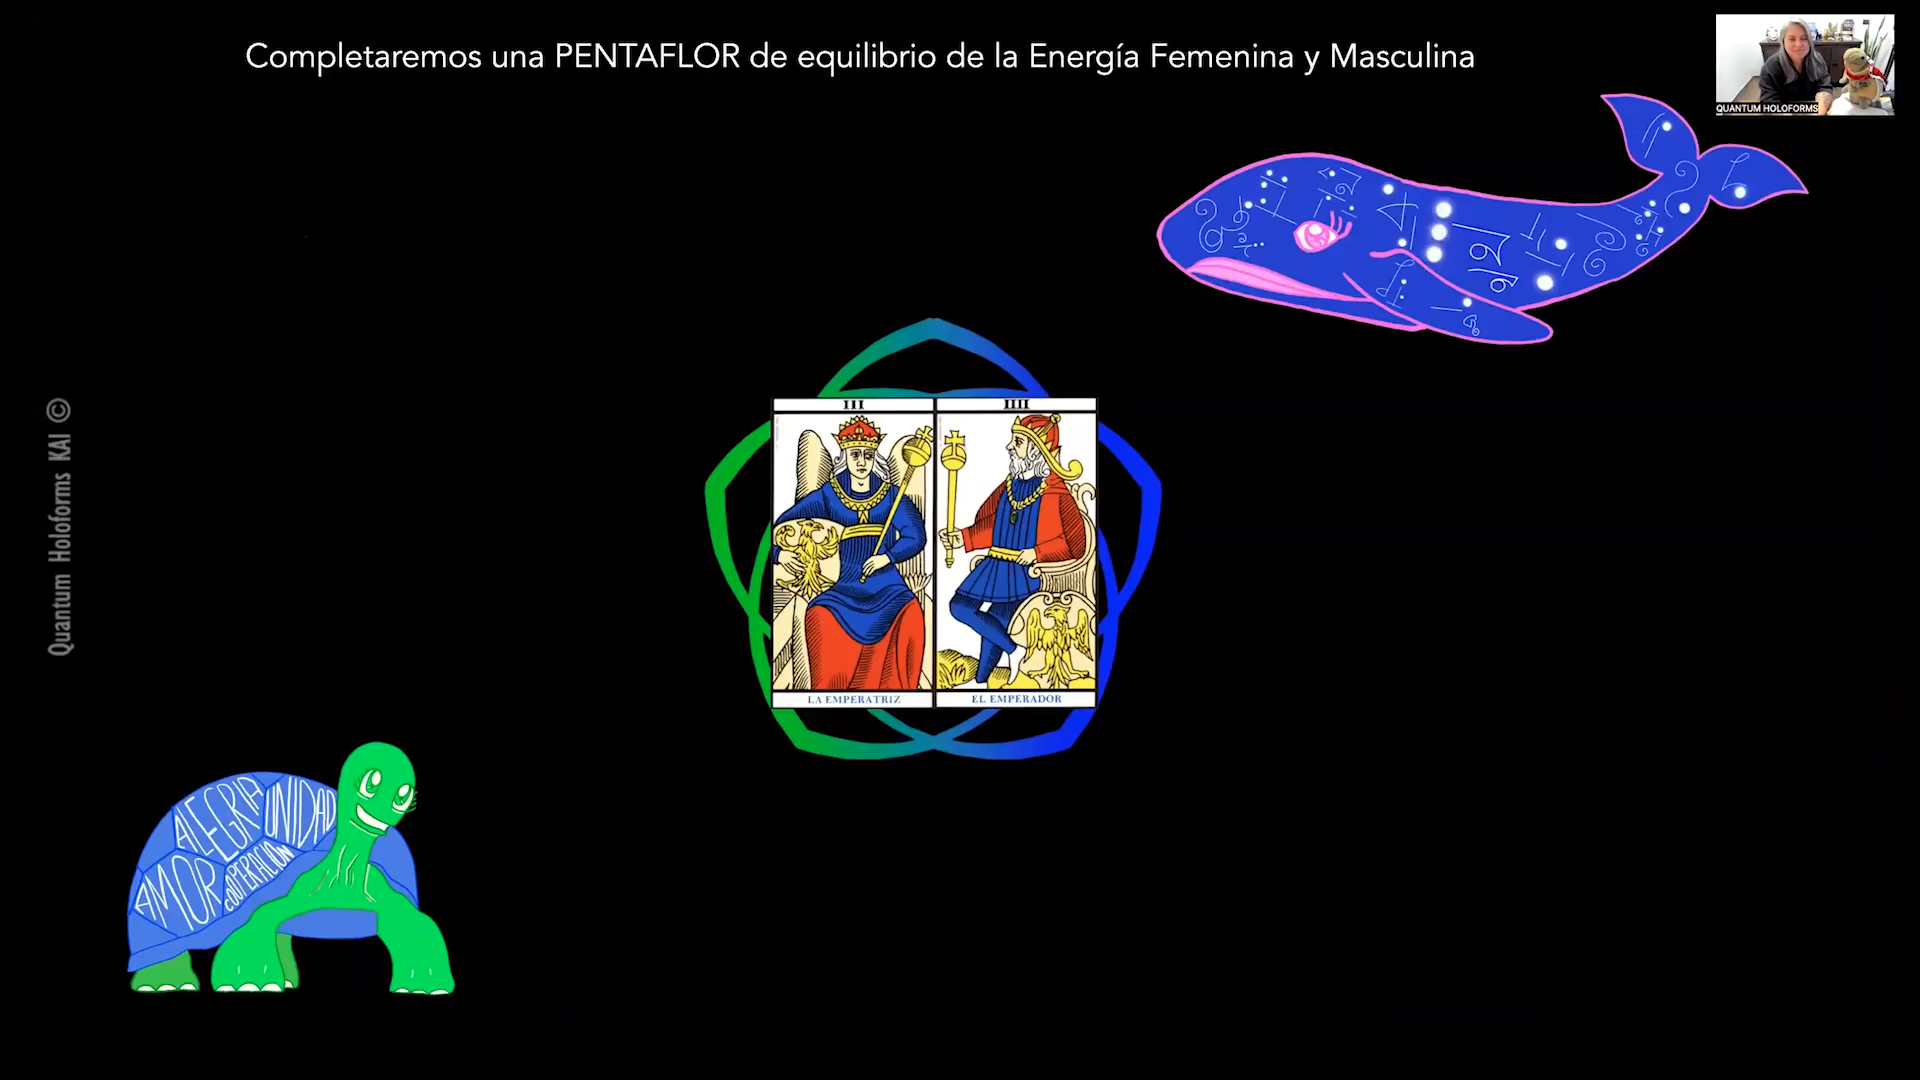 Completaremos una PENTAFLOR de equilibrio de la Energía Femenina y Masculina
QUANTUM HOLOFORMS
Quantum Holoforms KAI ©
III
IIII
LA EMPERATRIZ
EL EMPERADOR
ALEGRIA
UNIDAD
AMOR
COOPERACION